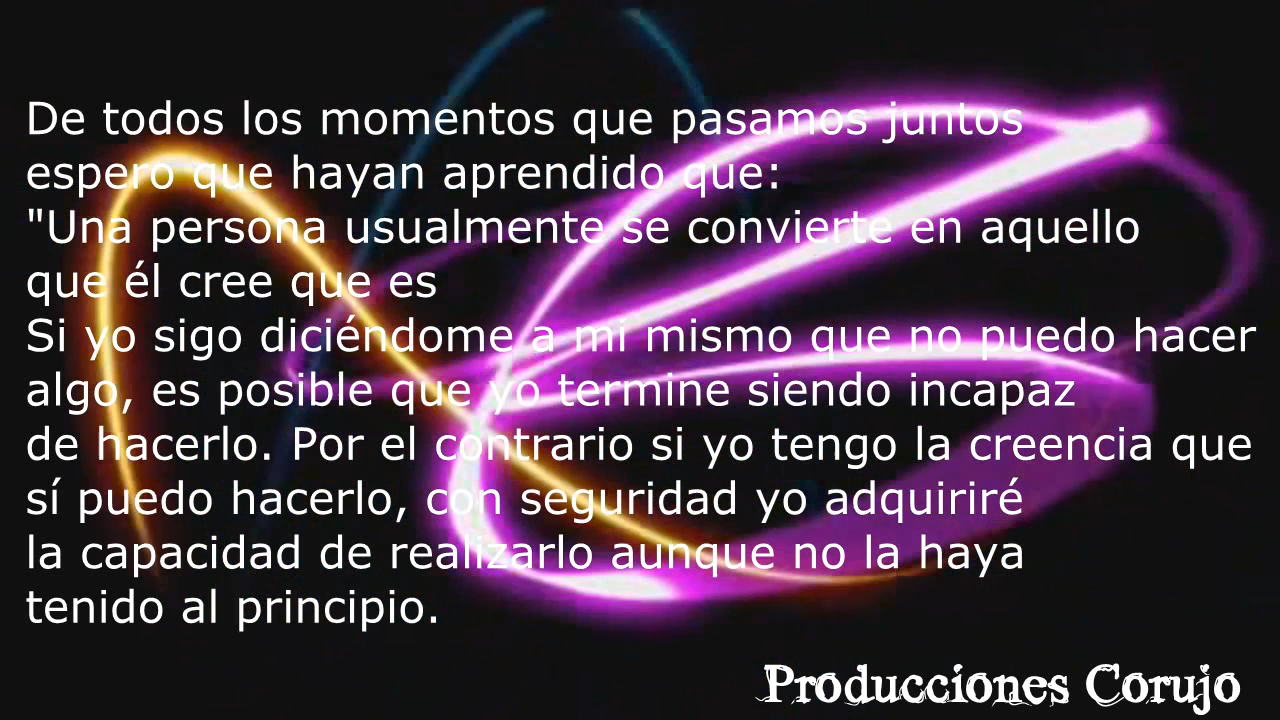 De todos los momentos que pasamos juntos
espero que hayan aprendido que:
"Una persona usualmente se convierte en aquello
que él cree que es
Si yo sigo diciéndome a mi mismo que no puedo hacer
algo, es posible que yo termine siendo incapaz
de hacerlo. Por el contrario si yo tengo la creencia que
sí puedo hacerlo, con seguridad yo adquiriré
la capacidad de realizarlo aunque no la haya
tenido al principio.
Producciones Corujo